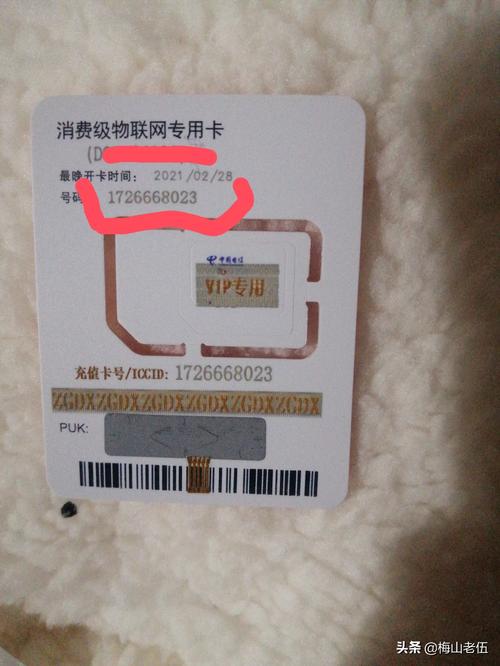 消费级物联网专用卡
(D
最晚开卡时间: 2021/02/28
号码 1726668023
中国电信
VIP专用
充值卡号/ICCID: 1726668023
ZGDXZGDXZGDXZGDXZGDXZGDX
PUK:
头条 @梅山老伍